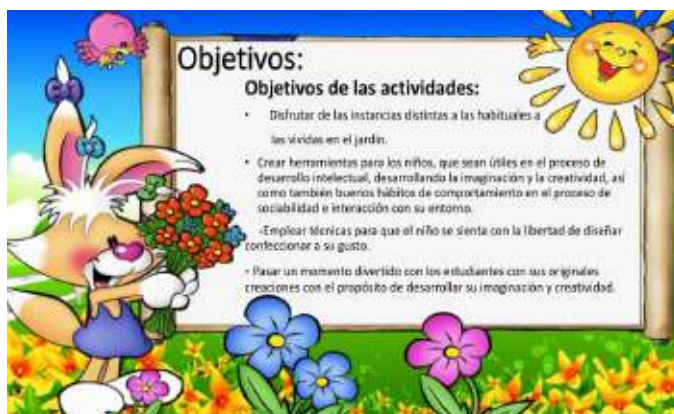 Objetivos:
Objetivos de las actividades:
• Disfrutar de las instancias distintas a las habituales a
las vividas en el jardín.
• Crear herramientas para los niños, que sean útiles en el proceso de
desarrollo intelectual, desarrollando la imaginación y la creatividad, así
como también buenos hábitos de comportamiento en el proceso de
sociabilidad e interacción con su entorno.
-Emplear técnicas para que el niño se sienta con la libertad de diseñar
confeccionar a su gusto.
• Pasar un momento divertido con los estudiantes con sus originales
creaciones con el propósito de desarrollar su imaginación y creatividad.